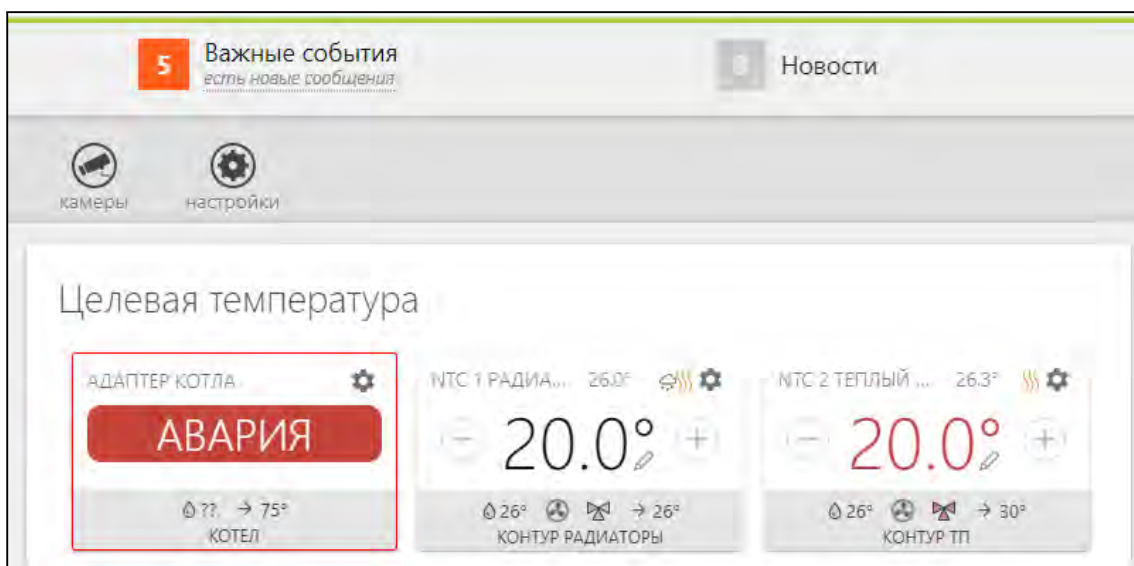 5
Важные события
есть новые сообщения
Новости
камеры
настройки
Целевая температура
АДАПТЕР КОТЛА
АВАРИЯ
??. → 75°
КОТЕЛ
NTC 1 РАДИА... 26.0°
− 20.0° +
26° → 26°
КОНТУР РАДИАТОРЫ
NTC 2 ТЕПЛЫЙ ... 26.3°
− 20.0° +
26° → 30°
КОНТУР ТП